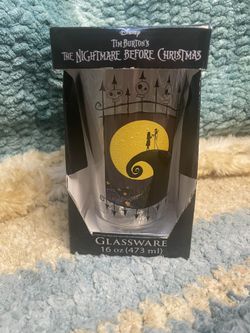 Disney
Tim Burton's
The Nightmare Before Christmas
Glassware
16 oz (473 ml)